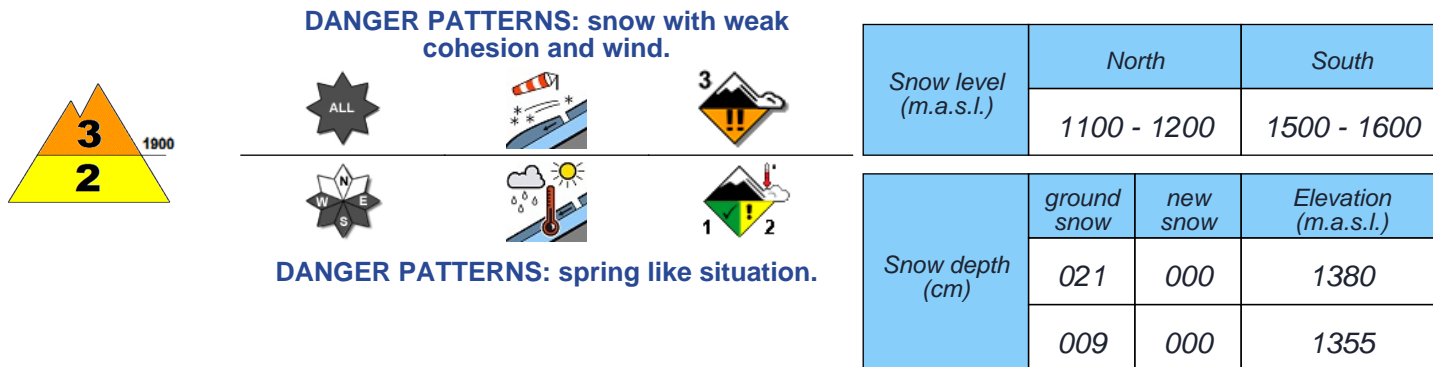 DANGER PATTERNS: snow with weak
cohesion and wind.
3
1900
2
ALL
3
!!
N
W E
S
!
1 2
DANGER PATTERNS: spring like situation.
Snow level
(m.a.s.l.)
North
South
1100 - 1200
1500 - 1600
Snow depth
(cm)
ground
snow
new
snow
Elevation
(m.a.s.l.)
021
000
1380
009
000
1355